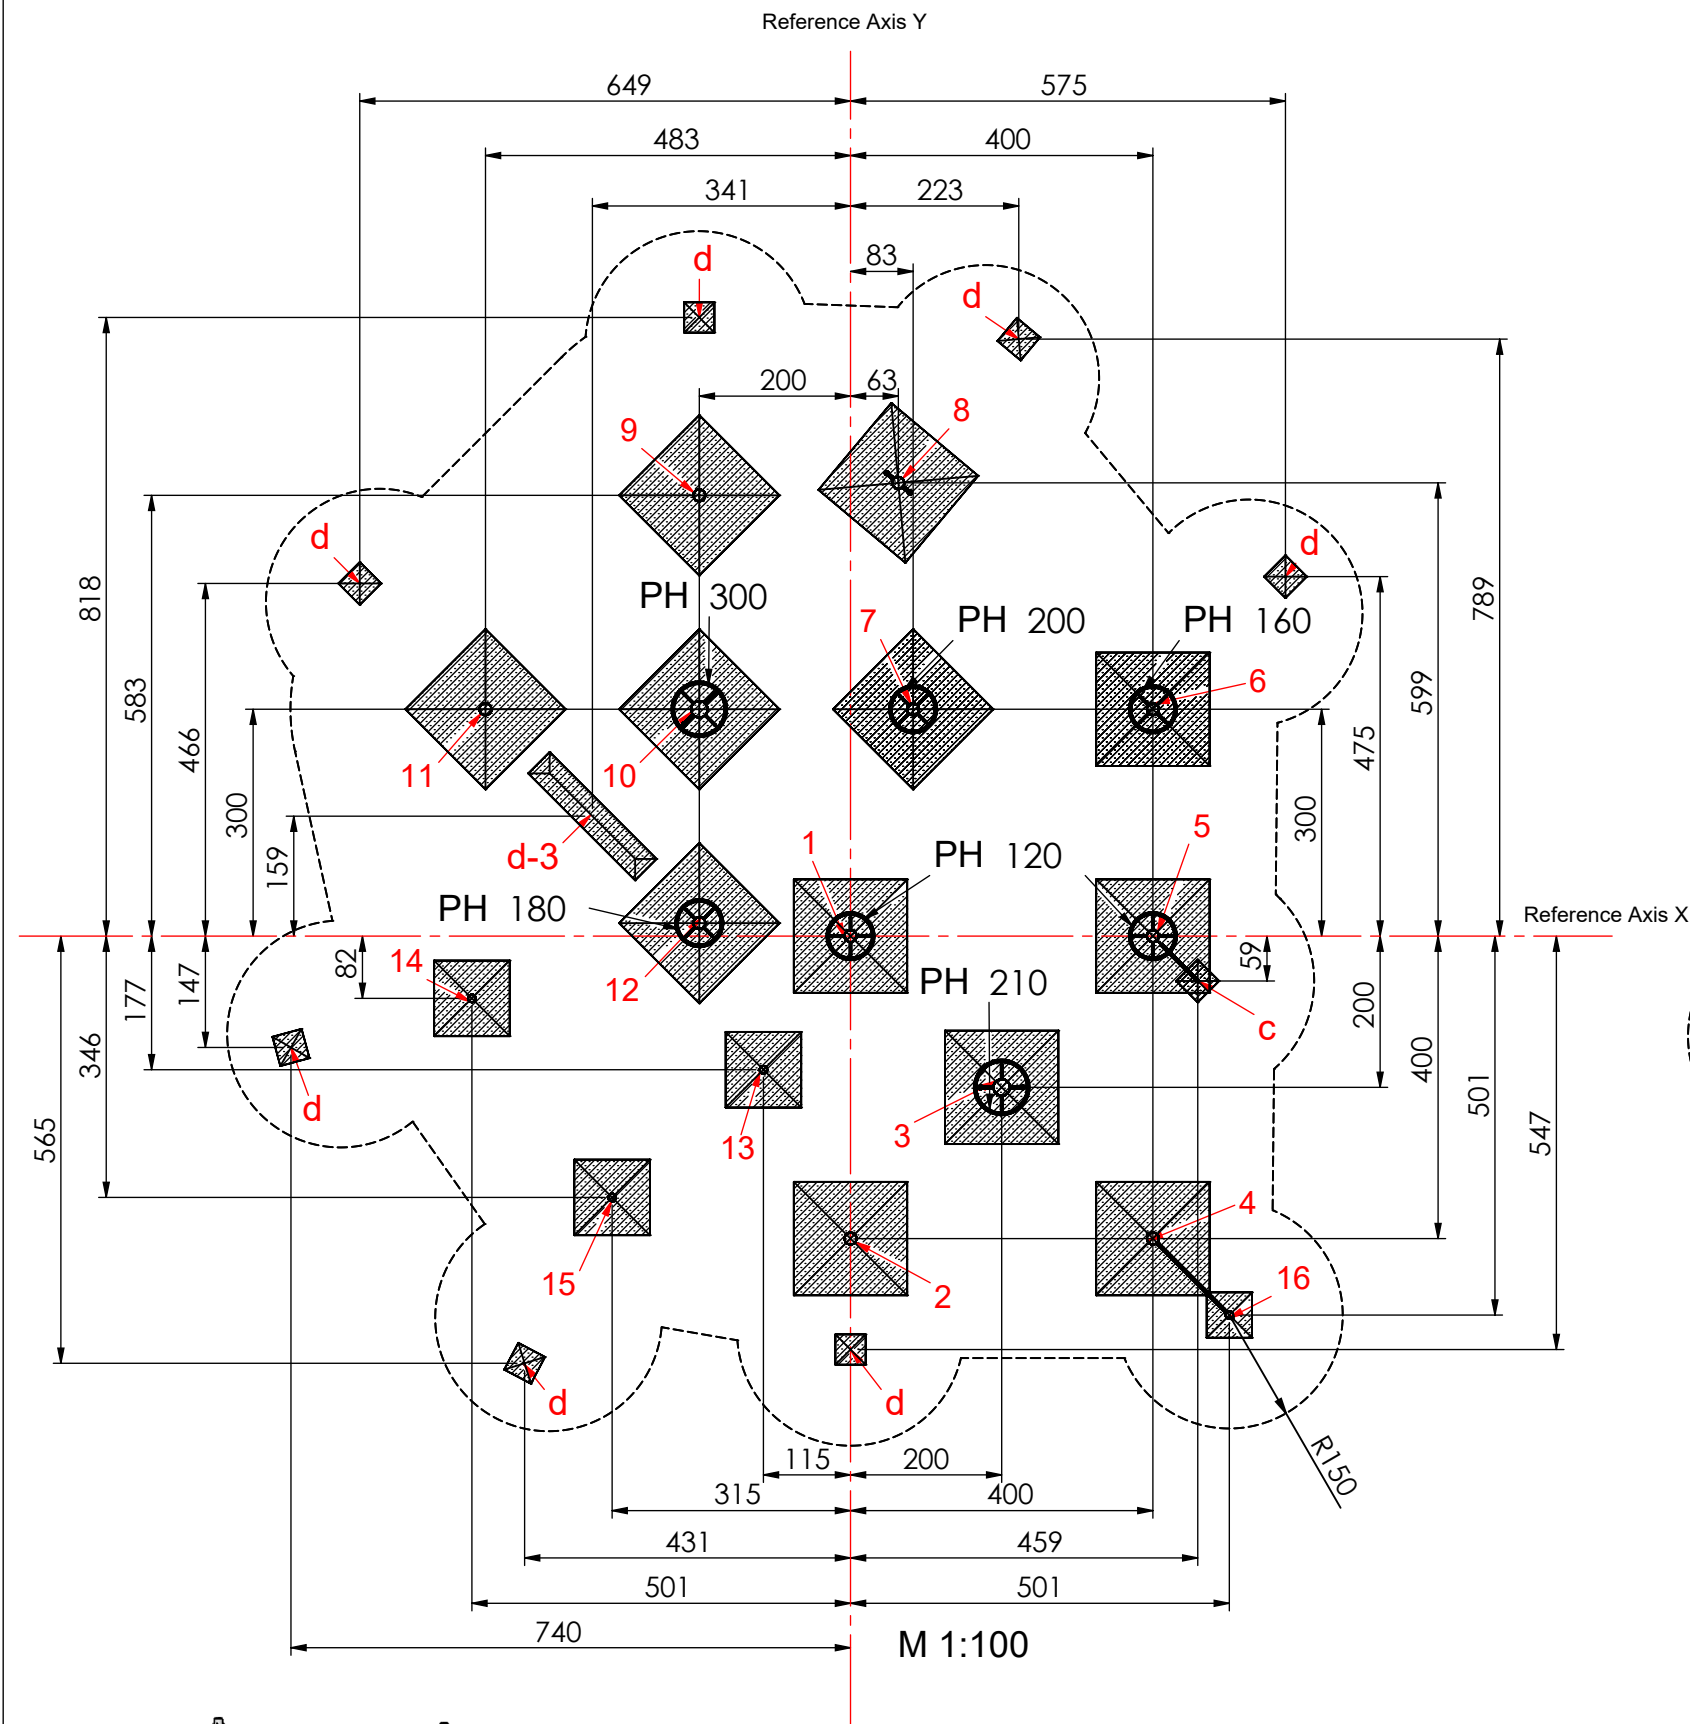 Reference Axis Y
649
575
483
400
341
223
83
d
d
200
63
8
9
d
d
818
789
PH 300
7
PH 200
PH 160
583
599
466
475
6
11
10
300
300
159
d-3
1
5
PH 120
PH 180
Reference Axis X
14
82
12
59
PH 210
c
147
177
200
346
400
501
547
565
d
13
3
4
15
2
16
d
d
115
200
R150
315
400
431
459
501
501
740
M 1:100